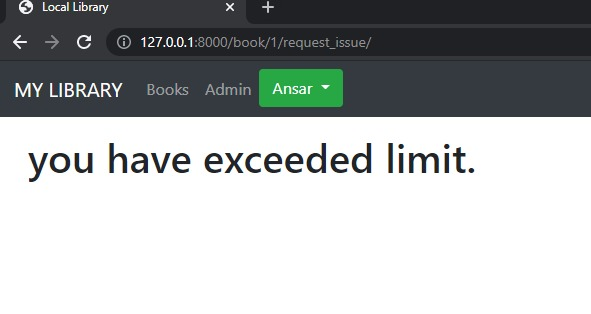 Local Library
127.0.0.1:8000/book/1/request_issue/
MY LIBRARY Books Admin Ansar
you have exceeded limit.